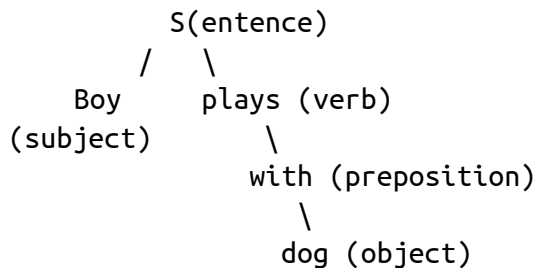 S(entence)
/ \
Boy plays (verb)
(subject) \
with (preposition)
\
dog (object)